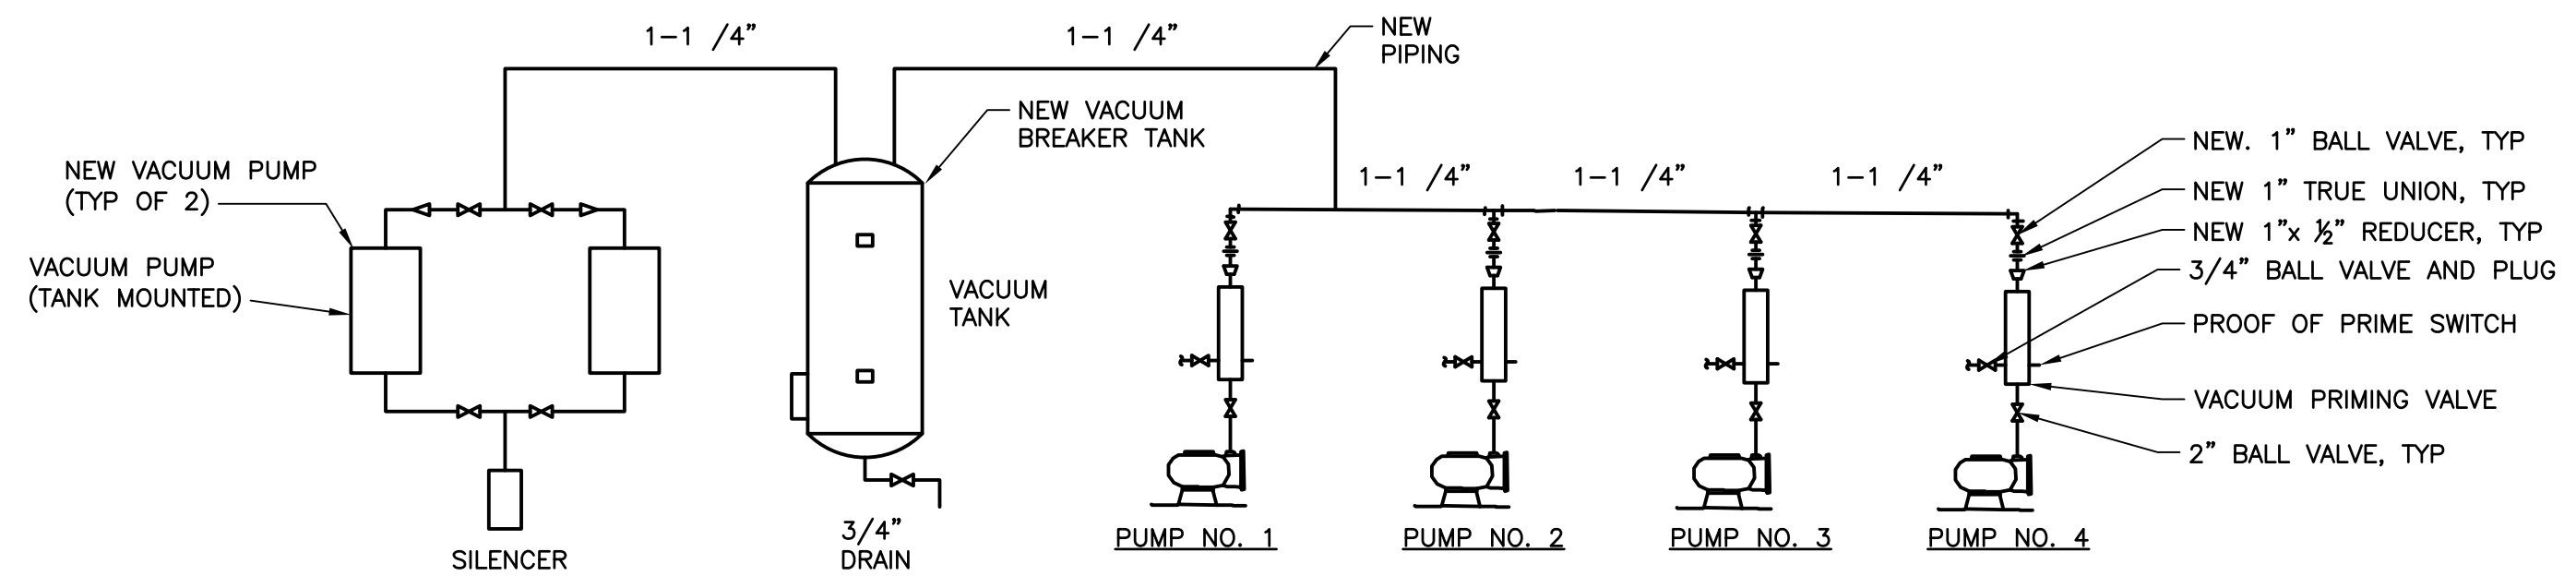 1-1 /4"
1-1 /4"
NEW
PIPING
NEW VACUUM
BREAKER TANK
NEW VACUUM PUMP
(TYP OF 2)
VACUUM PUMP
(TANK MOUNTED)
VACUUM
TANK
1-1 /4"
1-1 /4"
1-1 /4"
NEW. 1" BALL VALVE, TYP
NEW 1" TRUE UNION, TYP
NEW 1"x ½" REDUCER, TYP
3/4" BALL VALVE AND PLUG
PROOF OF PRIME SWITCH
VACUUM PRIMING VALVE
2" BALL VALVE, TYP
SILENCER
3/4"
DRAIN
PUMP NO. 1
PUMP NO. 2
PUMP NO. 3
PUMP NO. 4